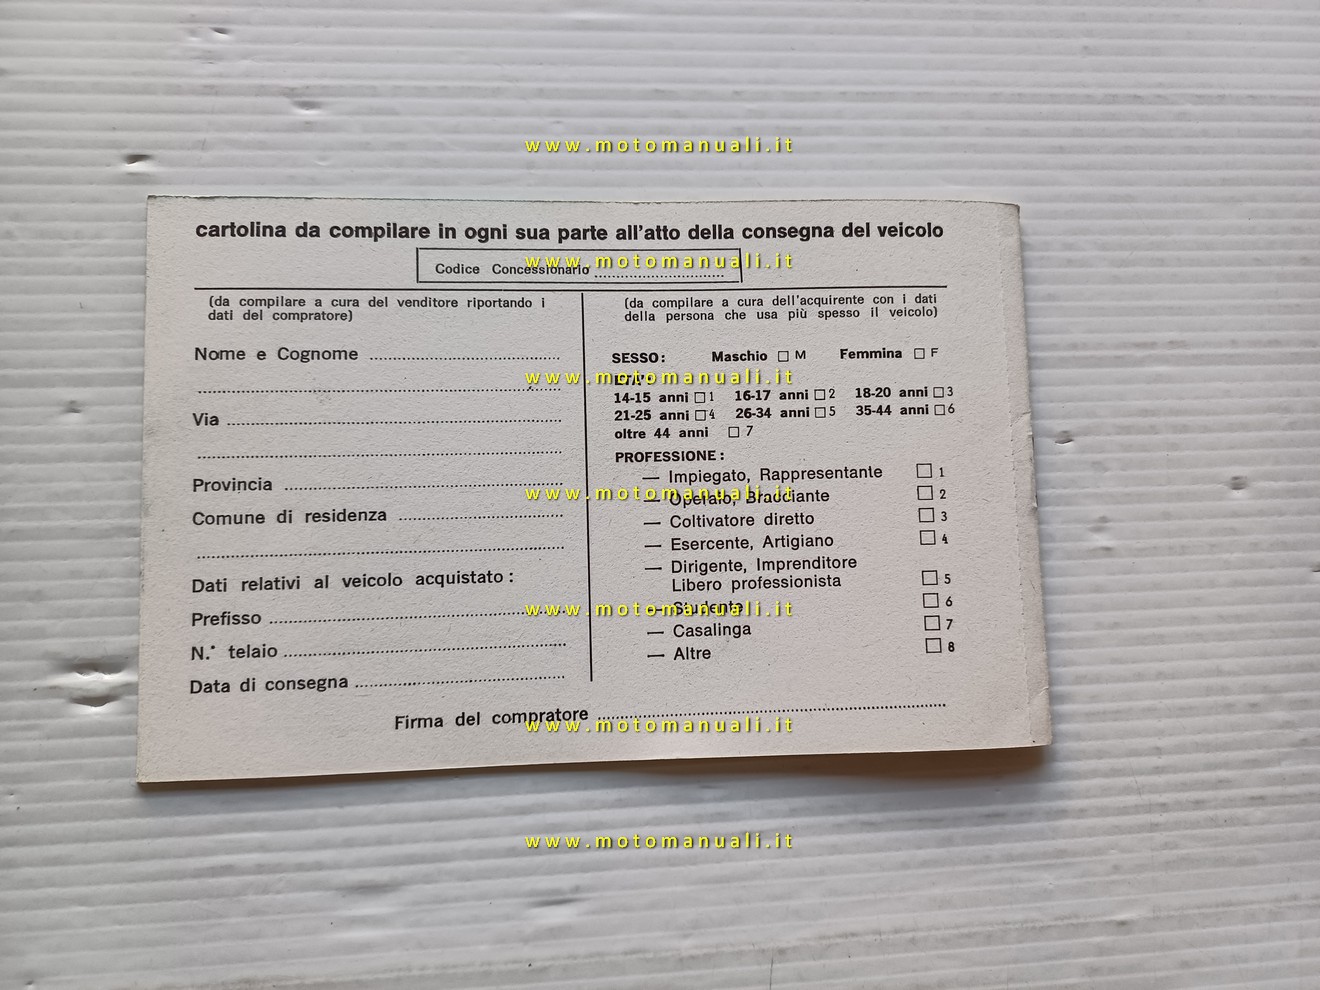 www.motomanuali.it
cartolina da compilare in ogni sua parte all'atto della consegna del veicolo
Codice Concessionario
www.motomanuali.it
(da compilare a cura del venditore riportando i
dati del compratore)
Nome e Cognome
Via
Provincia
Comune di residenza
Dati relativi al veicolo acquistato:
Prefisso
N.° telaio
Data di consegna
(da compilare a cura dell'acquirente con i dati
della persona che usa più spesso il veicolo)
SESSO: Maschio □ M Femmina □ F
ETA':
www.motomanuali.it
14-15 anni □ 1 16-17 anni □ 2 18-20 anni □ 3
21-25 anni □ 4 26-34 anni □ 5 35-44 anni □ 6
oltre 44 anni □ 7
PROFESSIONE:
— Impiegato, Rappresentante □ 1
— Operaio, Bracciante □ 2
www.motomanuali.it
— Coltivatore diretto □ 3
— Esercente, Artigiano □ 4
— Dirigente, Imprenditore
Libero professionista □ 5
— Studente □ 6
www.motomanuali.it
— Casalinga □ 7
— Altre □ 8
Firma del compratore
www.motomanuali.it
www.motomanuali.it